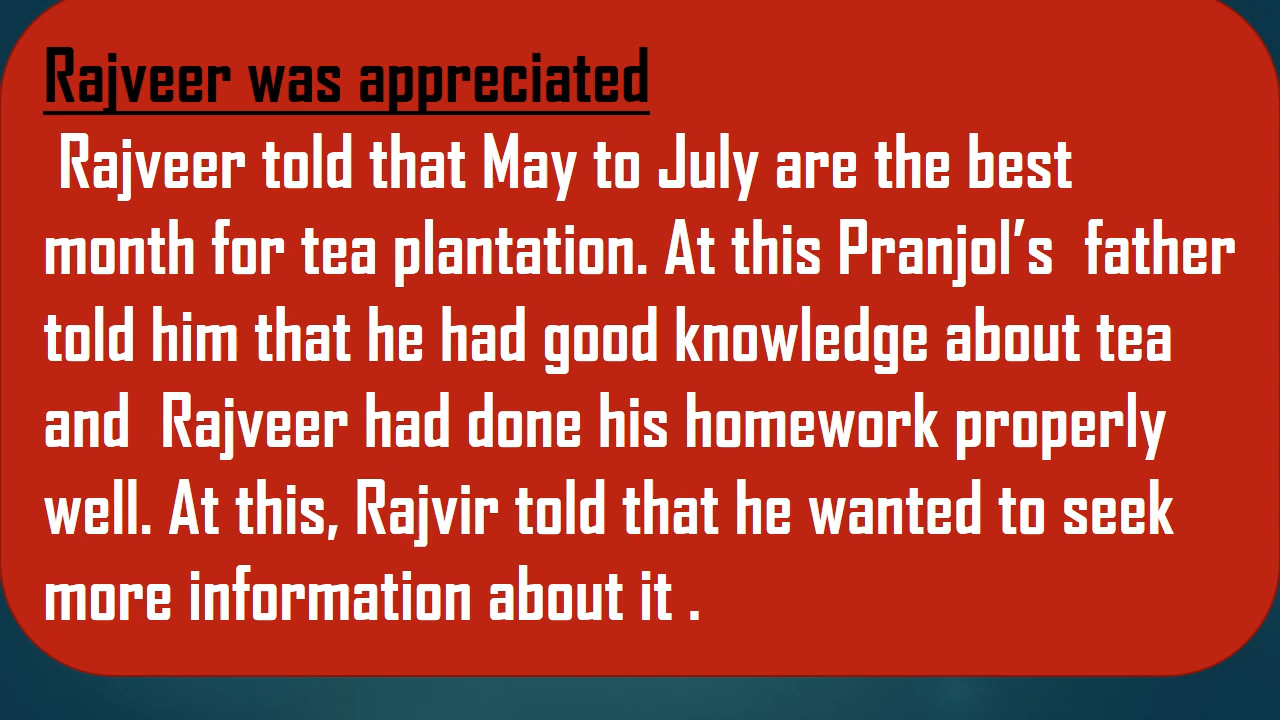 Rajveer was appreciated
Rajveer told that May to July are the best
month for tea plantation. At this Pranjol’s  father
told him that he had good knowledge about tea
and  Rajveer had done his homework properly
well. At this, Rajvir told that he wanted to seek
more information about it .